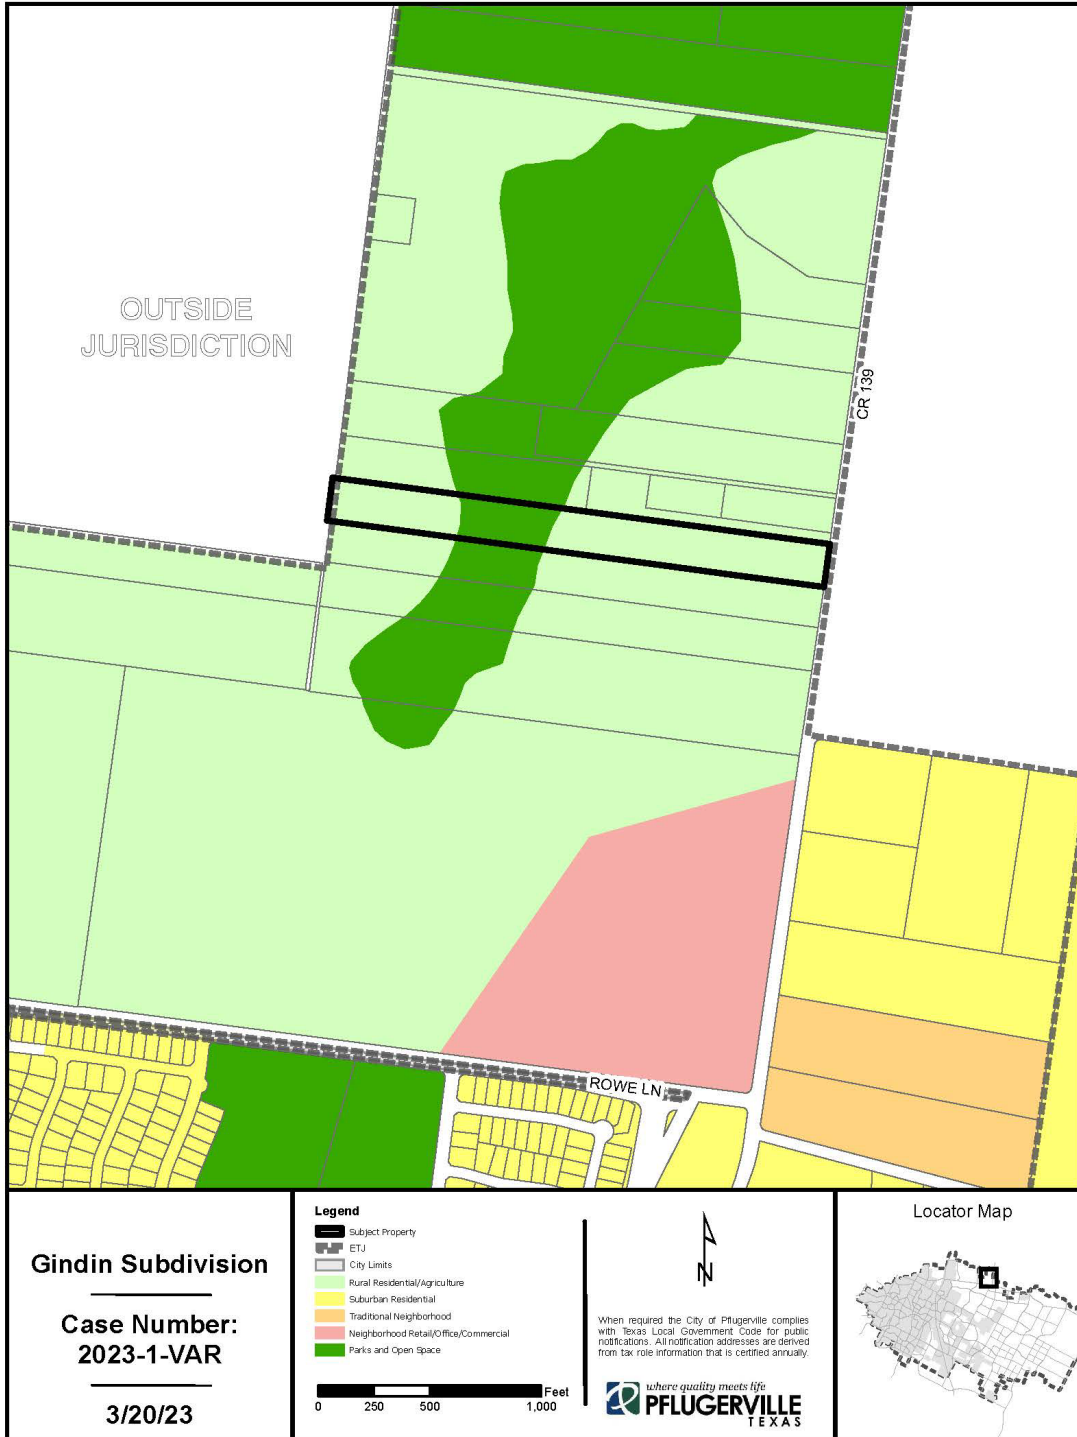 OUTSIDE
JURISDICTION
CR 139
ROWE LN
Gindin Subdivision
Case Number:
2023-1-VAR
3/20/23
Legend
Subject Property
ETJ
City Limits
Rural Residential/Agriculture
Suburban Residential
Traditional Neighborhood
Neighborhood Retail/Office/Commercial
Parks and Open Space
Feet
0 250 500 1,000
N
When required the City of Pflugerville complies
with Texas Local Government Code for public
notifications. All notification addresses are derived
from tax role information that is certified annually.
where quality meets life
PFLUGERVILLE
TEXAS
Locator Map